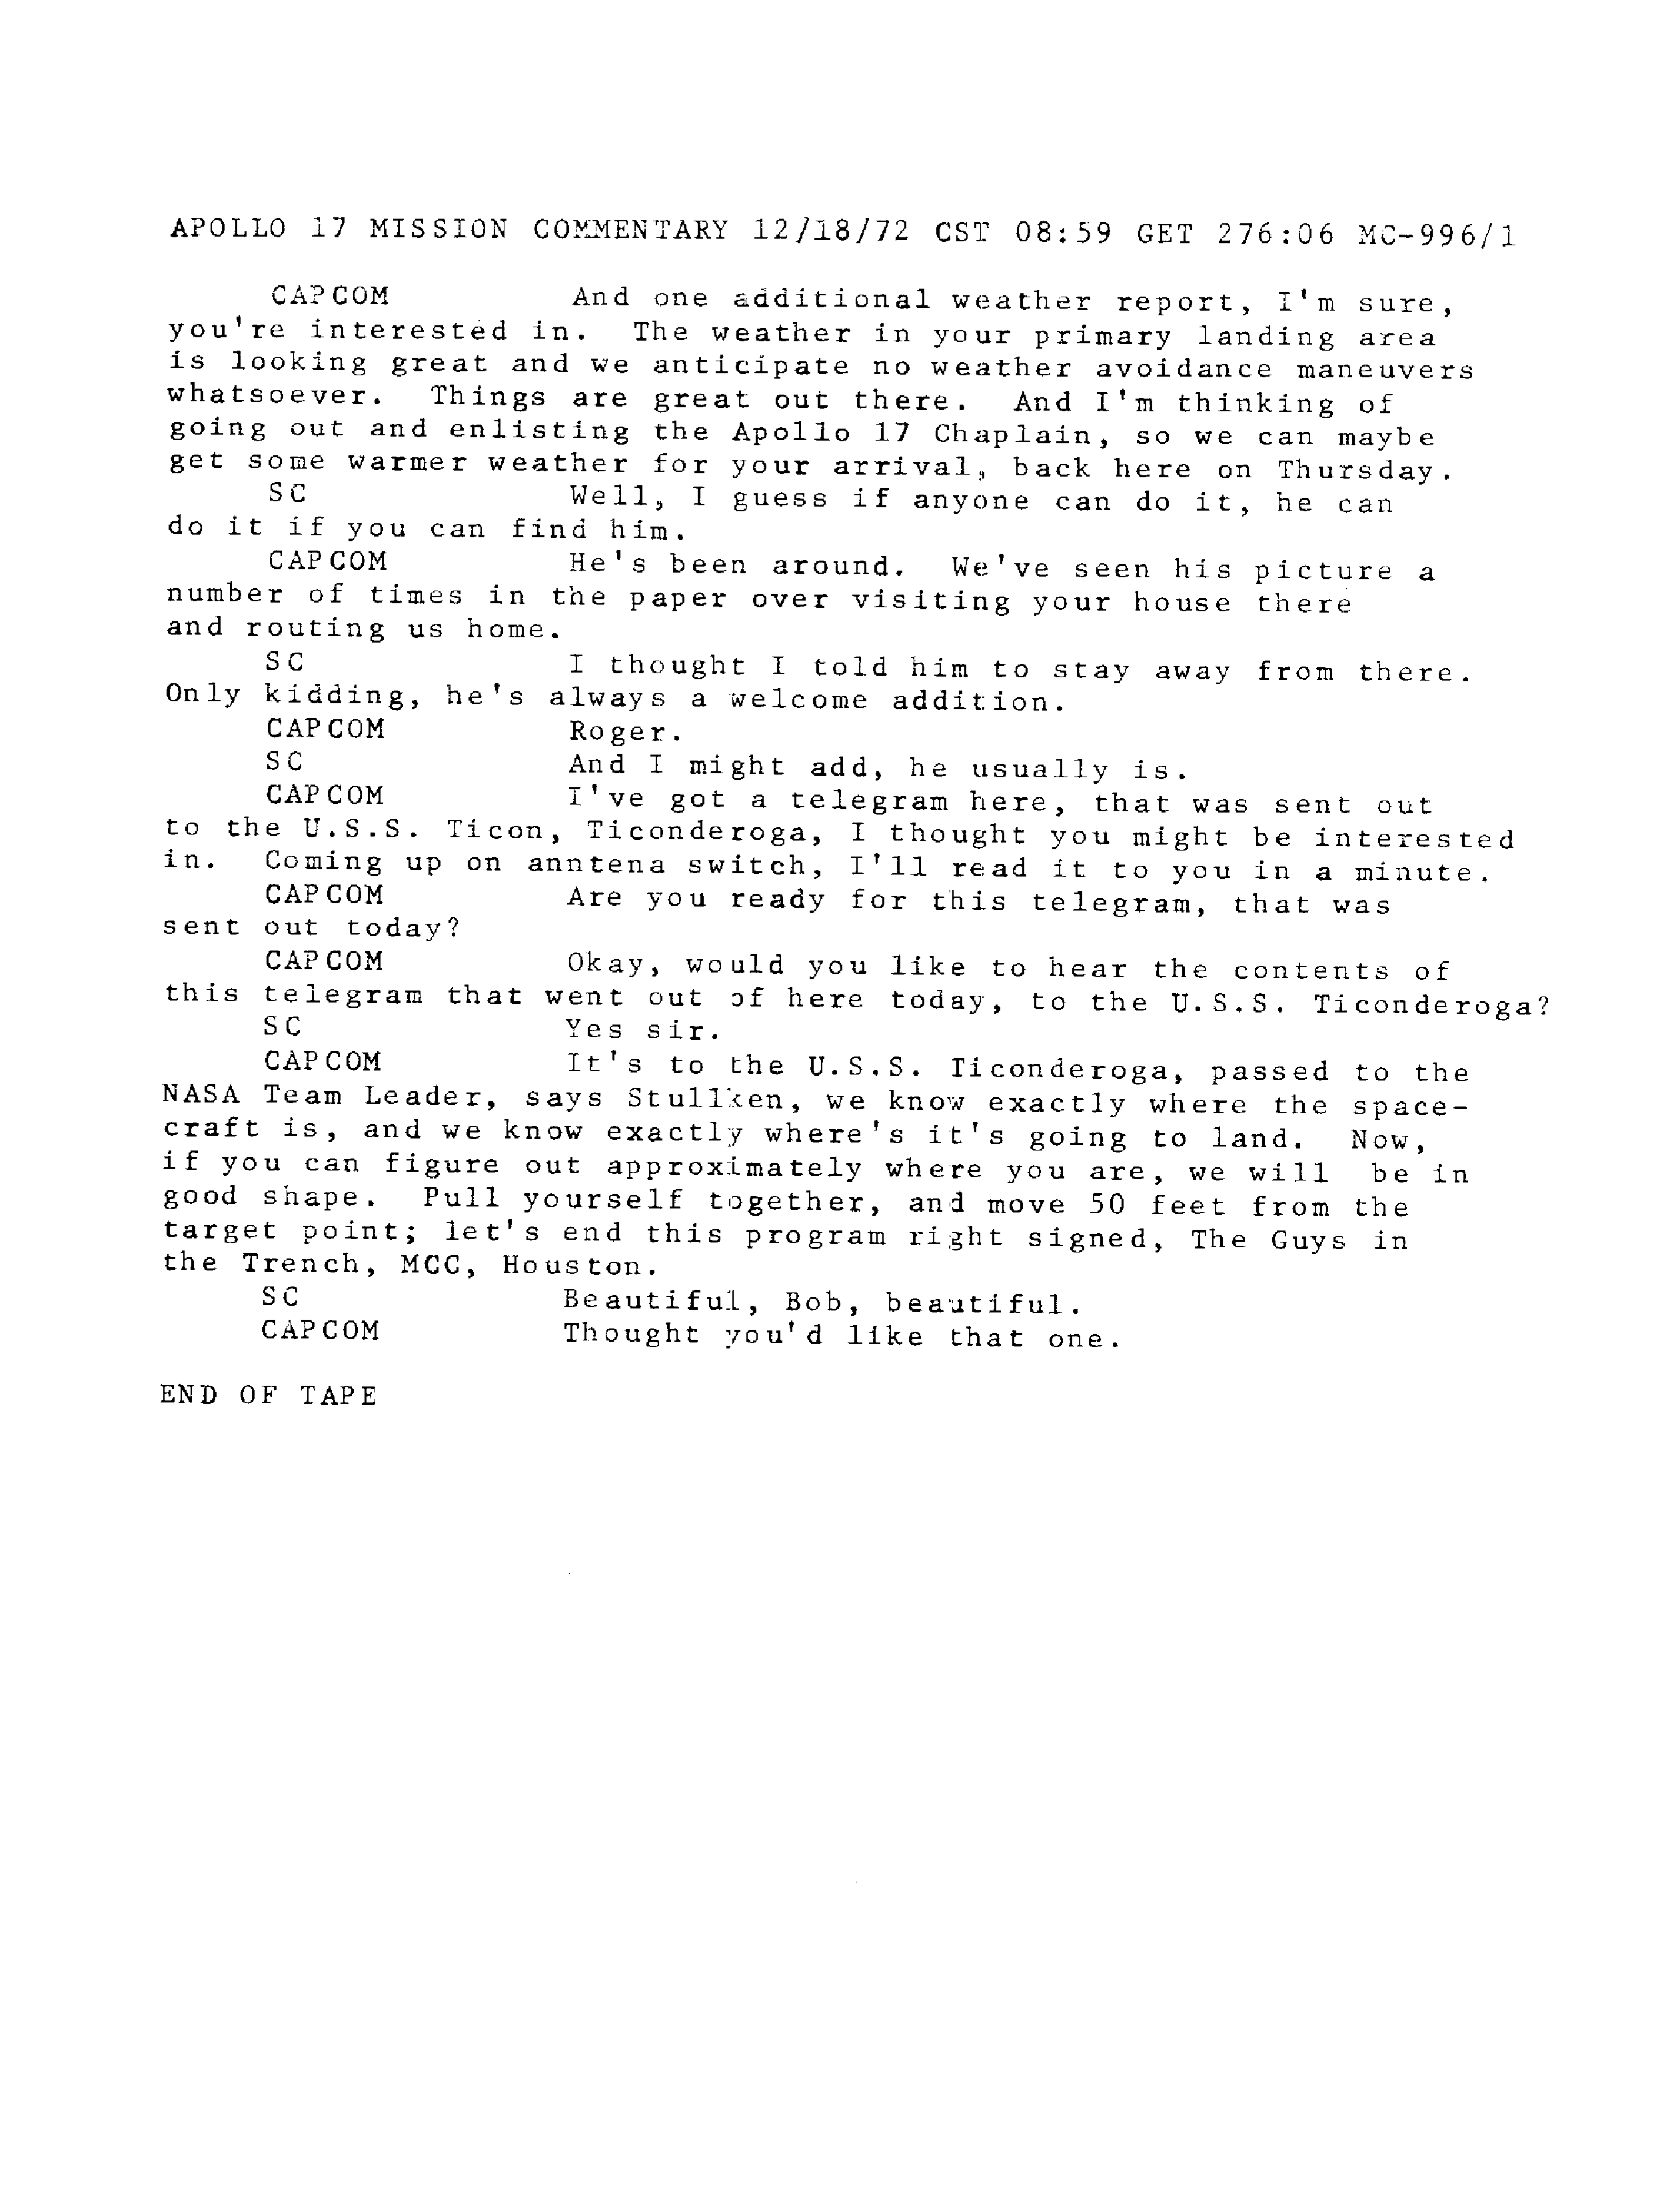 APOLLO 17 MISSION COMMENTARY 12/18/72 CST 08:59 GET 276:06 MC-996/1
CAPCOM And one additional weather report, I'm sure,
you're interested in. The weather in your primary landing area
is looking great and we anticipate no weather avoidance maneuvers
whatsoever. Things are great out there. And I'm thinking of
going out and enlisting the Apollo 17 Chaplain, so we can maybe
get some warmer weather for your arrival, back here on Thursday.
SC Well, I guess if anyone can do it, he can
do it if you can find him.
CAPCOM He's been around. We've seen his picture a
number of times in the paper over visiting your house there
and routing us home.
SC I thought I told him to stay away from there.
Only kidding, he's always a welcome addition.
CAPCOM Roger.
SC And I might add, he usually is.
CAPCOM I've got a telegram here, that was sent out
to the U.S.S. Ticon, Ticonderoga, I thought you might be interested
in. Coming up on anntena switch, I'll read it to you in a minute.
CAPCOM Are you ready for this telegram, that was
sent out today?
CAPCOM Okay, would you like to hear the contents of
this telegram that went out of here today, to the U.S.S. Ticonderoga?
SC Yes sir.
CAPCOM It's to the U.S.S. Ticonderoga, passed to the
NASA Team Leader, says Stullken, we know exactly where the space-
craft is, and we know exactly where's it's going to land. Now,
if you can figure out approximately where you are, we will be in
good shape. Pull yourself together, and move 50 feet from the
target point; let's end this program right signed, The Guys in
the Trench, MCC, Houston.
SC Beautiful, Bob, beautiful.
CAPCOM Thought you'd like that one.
END OF TAPE